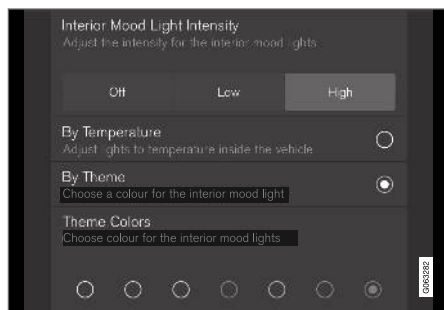 Interior Mood Light Intensity
Adjust the intensity for the interior mood lights
Off Low High
By Temperature
Adjust lights to temperature inside the vehicle
By Theme
Choose a colour for the interior mood light
Theme Colors
Choose colour for the interior mood lights
G063282